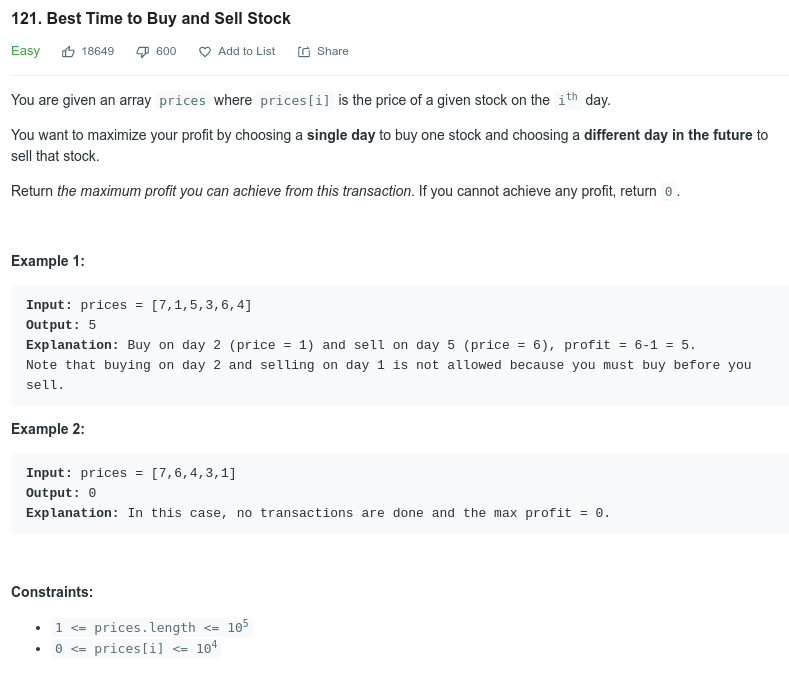 121. Best Time to Buy and Sell Stock
Easy 18649 600 Add to List Share
You are given an array prices where prices[i] is the price of a given stock on the ith day.
You want to maximize your profit by choosing a single day to buy one stock and choosing a different day in the future to
sell that stock.
Return the maximum profit you can achieve from this transaction. If you cannot achieve any profit, return 0.
Example 1:
Input: prices = [7,1,5,3,6,4]
Output: 5
Explanation: Buy on day 2 (price = 1) and sell on day 5 (price = 6), profit = 6-1 = 5.
Note that buying on day 2 and selling on day 1 is not allowed because you must buy before you
sell.
Example 2:
Input: prices = [7,6,4,3,1]
Output: 0
Explanation: In this case, no transactions are done and the max profit = 0.
Constraints:
• 1 <= prices.length <= 10⁵
• 0 <= prices[i] <= 10⁴